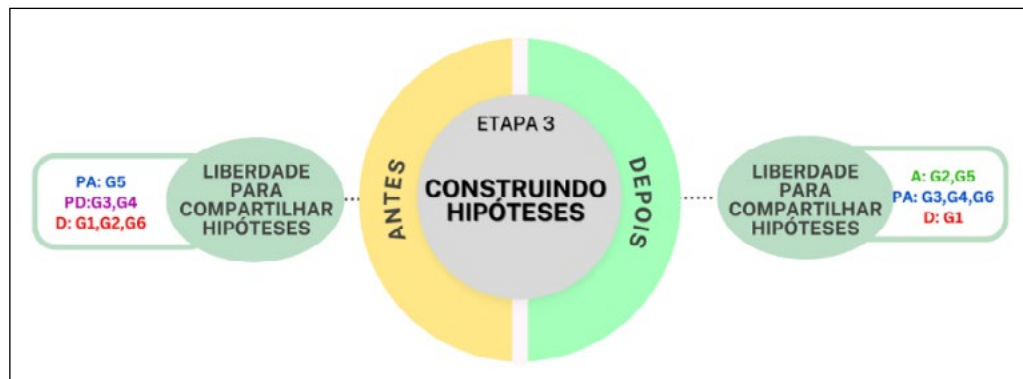 PA: G5
PD:G3,G4
D: G1,G2,G6
LIBERDADE
PARA
COMPARTILHAR
HIPÓTESES
ANTES
ETAPA 3
CONSTRUINDO
HIPÓTESES
DEPOIS
LIBERDADE
PARA
COMPARTILHAR
HIPÓTESES
A: G2,G5
PA: G3,G4,G6
D: G1